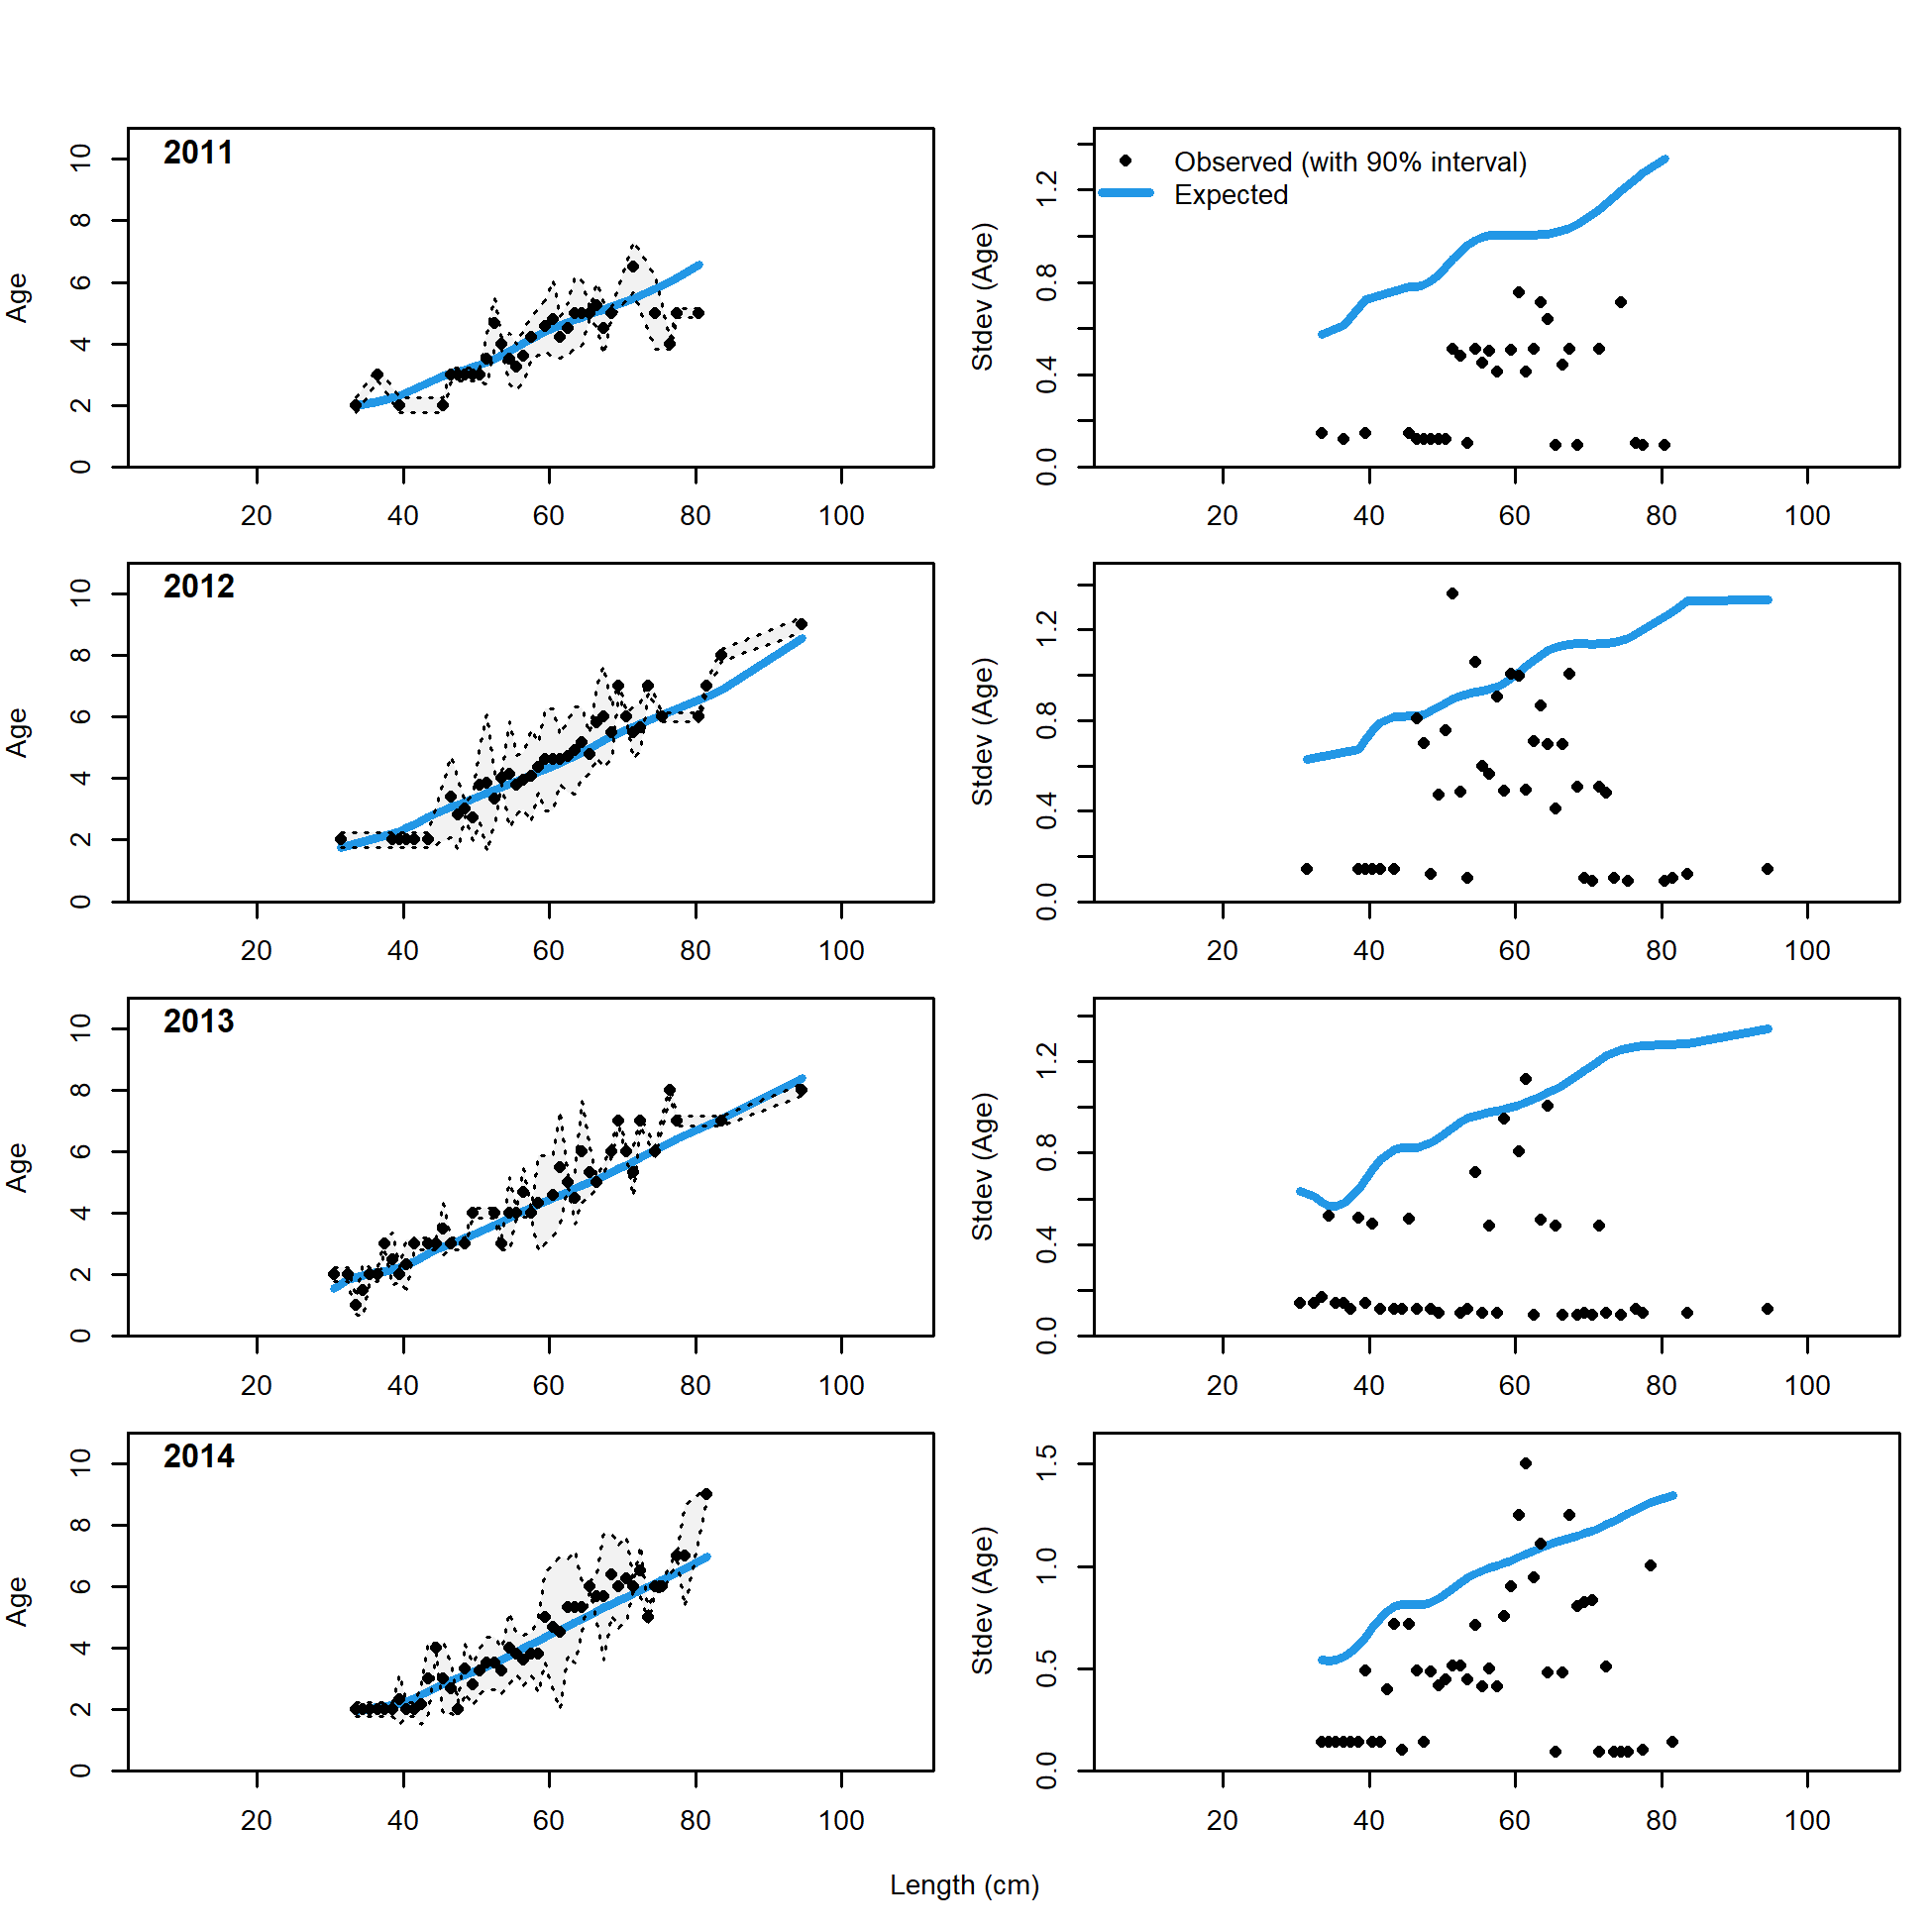 2011
Age
0 2 4 6 8 10
20 40 60 80 100
Observed (with 90% interval)
Expected
Stdev (Age)
0.0 0.4 0.8 1.2
20 40 60 80 100
2012
Age
0 2 4 6 8 10
20 40 60 80 100
Stdev (Age)
0.0 0.4 0.8 1.2
20 40 60 80 100
2013
Age
0 2 4 6 8 10
20 40 60 80 100
Stdev (Age)
0.0 0.4 0.8 1.2
20 40 60 80 100
2014
Age
0 2 4 6 8 10
20 40 60 80 100
Stdev (Age)
0.0 0.5 1.0 1.5
20 40 60 80 100
Length (cm)